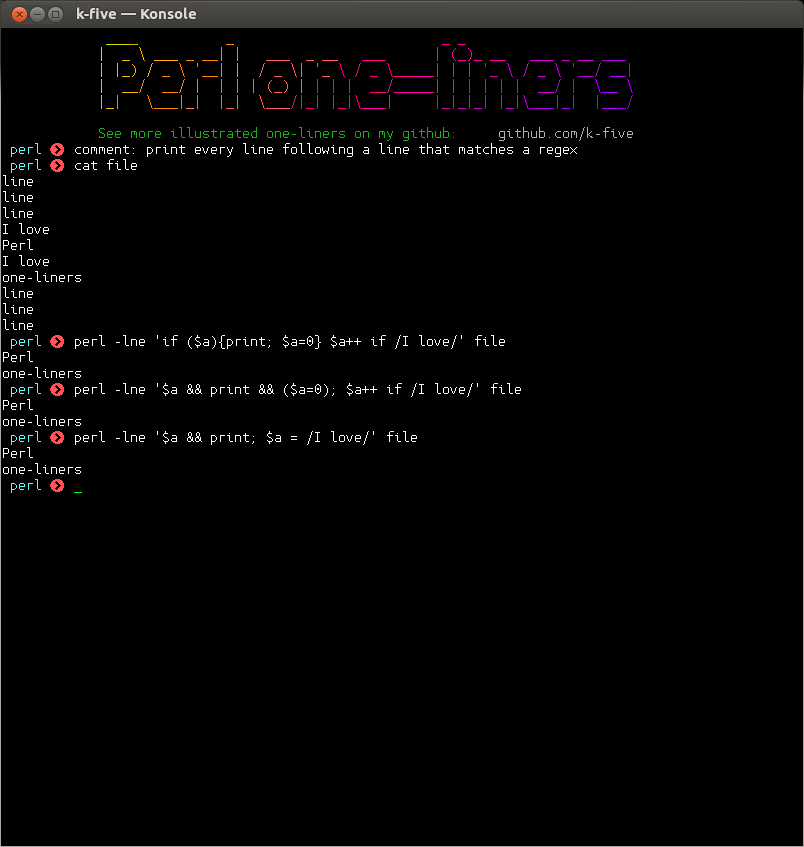 k-five — Konsole
Perl one-liners
See more illustrated one-liners on my github: github.com/k-five
perl comment: print every line following a line that matches a regex
perl cat file
line
line
line
I love
Perl
I love
one-liners
line
line
line
perl perl -lne 'if ($a){print; $a=0} $a++ if /I love/' file
Perl
one-liners
perl perl -lne '$a && print && ($a=0); $a++ if /I love/' file
Perl
one-liners
perl perl -lne '$a && print; $a = /I love/' file
Perl
one-liners
perl _